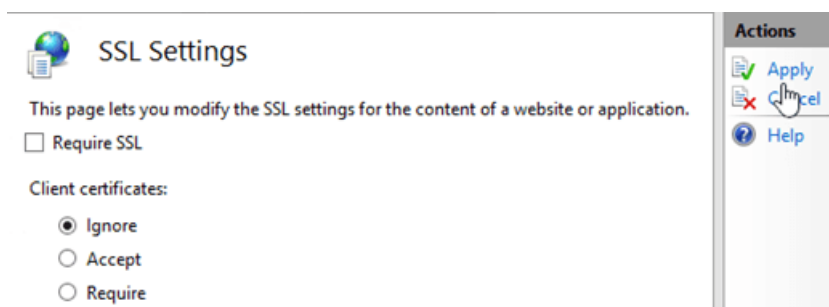 SSL Settings
This page lets you modify the SSL settings for the content of a website or application.
Require SSL
Client certificates:
Ignore
Accept
Require
Actions
Apply
Help